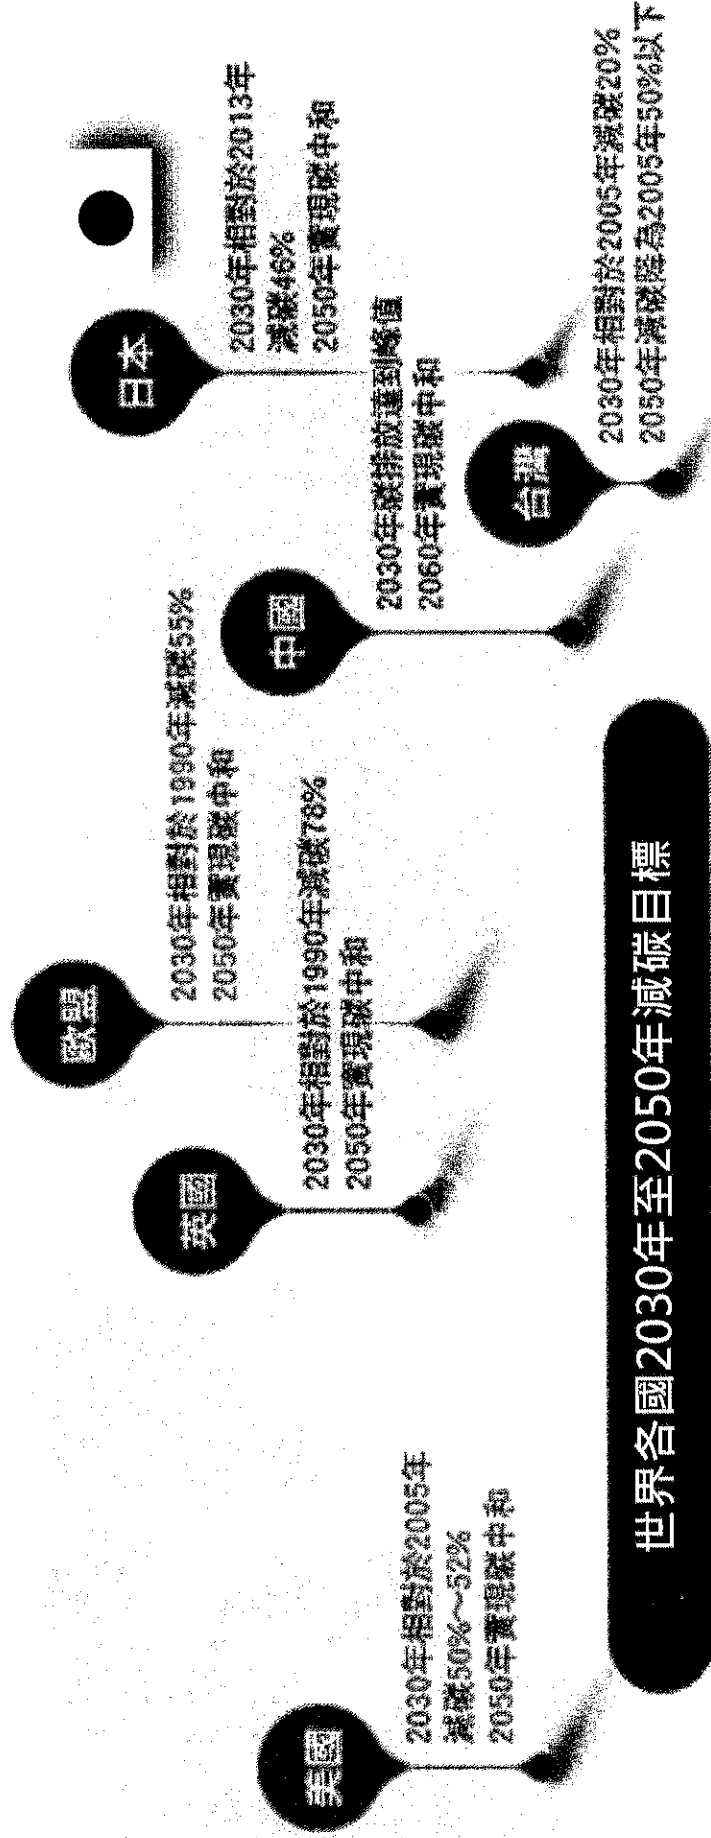 美國
2030年相對於2005年
減碳50%~52%
2050年實現碳中和
英國
2030年相對於1990年減碳78%
2050年實現碳中和
歐盟
2030年相對於1990年減碳55%
2050年實現碳中和
中國
2030年碳排放達到峰值
2060年實現碳中和
日本
2030年相對於2013年
減碳46%
2050年實現碳中和
台灣
2030年相對於2005年減碳20%
2050年減碳降為2005年50%以下
世界各國2030年至2050年減碳目標